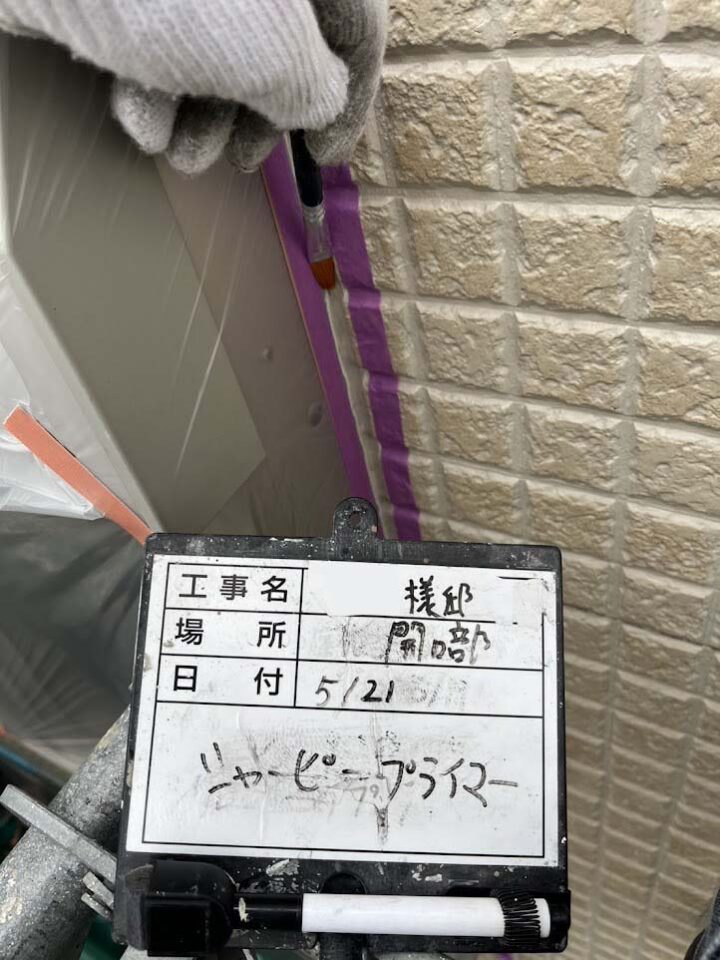 工事名 様邸
場所 開口部
日付 5/21
シャーピープライマー